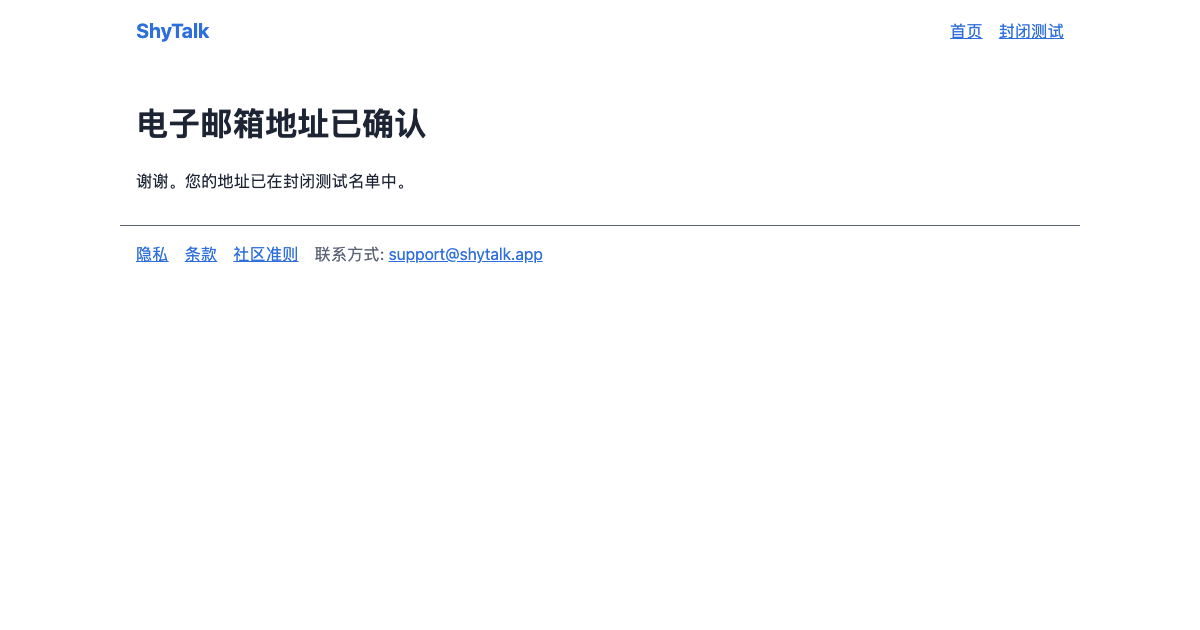 ShyTalk
首页 封闭测试
电子邮箱地址已确认
谢谢。您的地址已在封闭测试名单中。
隐私 条款 社区准则 联系方式: support@shytalk.app